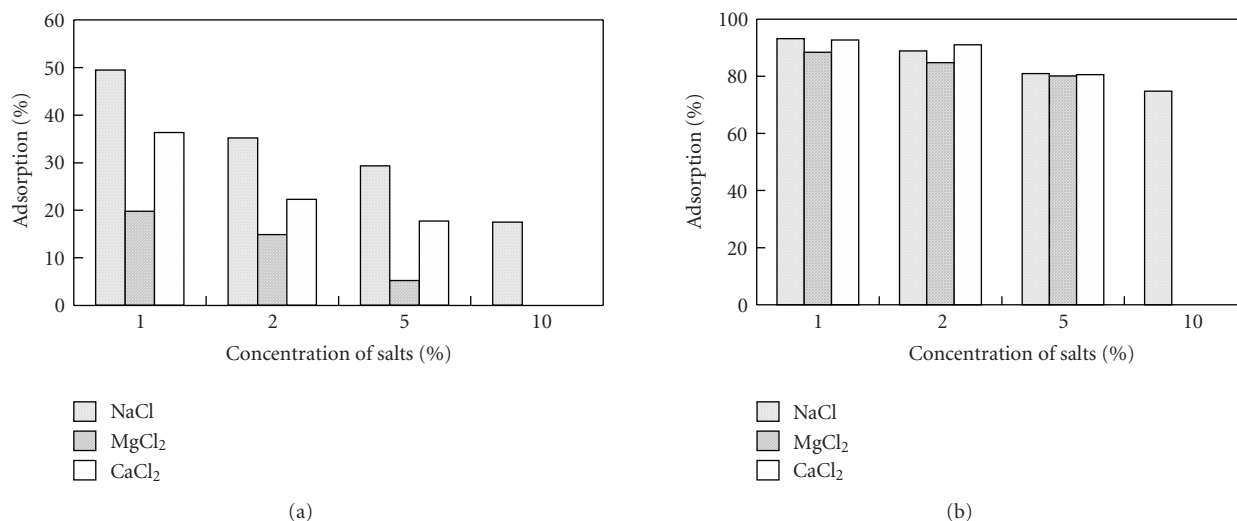 60
50
40
30
20
10
0
Adsorption (%)
1 2 5 10
Concentration of salts (%)
NaCl
MgCl₂
CaCl₂
(a)
100
80
60
40
20
0
Adsorption (%)
1 2 5 10
Concentration of salts (%)
NaCl
MgCl₂
CaCl₂
(b)